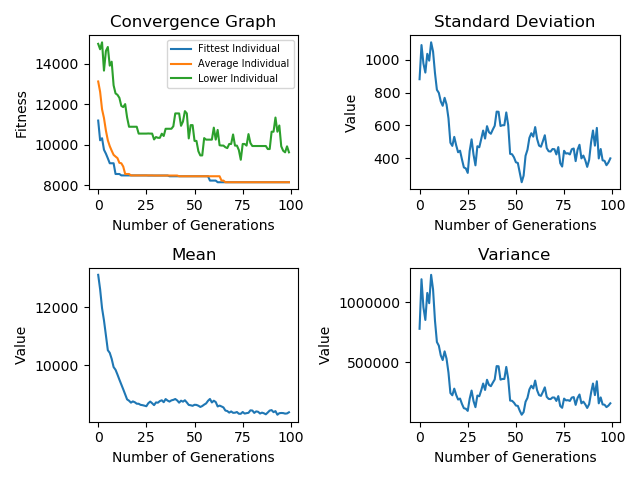 Convergence Graph
Fitness
14000
12000
10000
8000
Fittest Individual
Average Individual
Lower Individual
0 25 50 75 100
Number of Generations
Standard Deviation
Value
1000
800
600
400
0 25 50 75 100
Number of Generations
Mean
Value
12000
10000
0 25 50 75 100
Number of Generations
Variance
Value
1000000
500000
0 25 50 75 100
Number of Generations